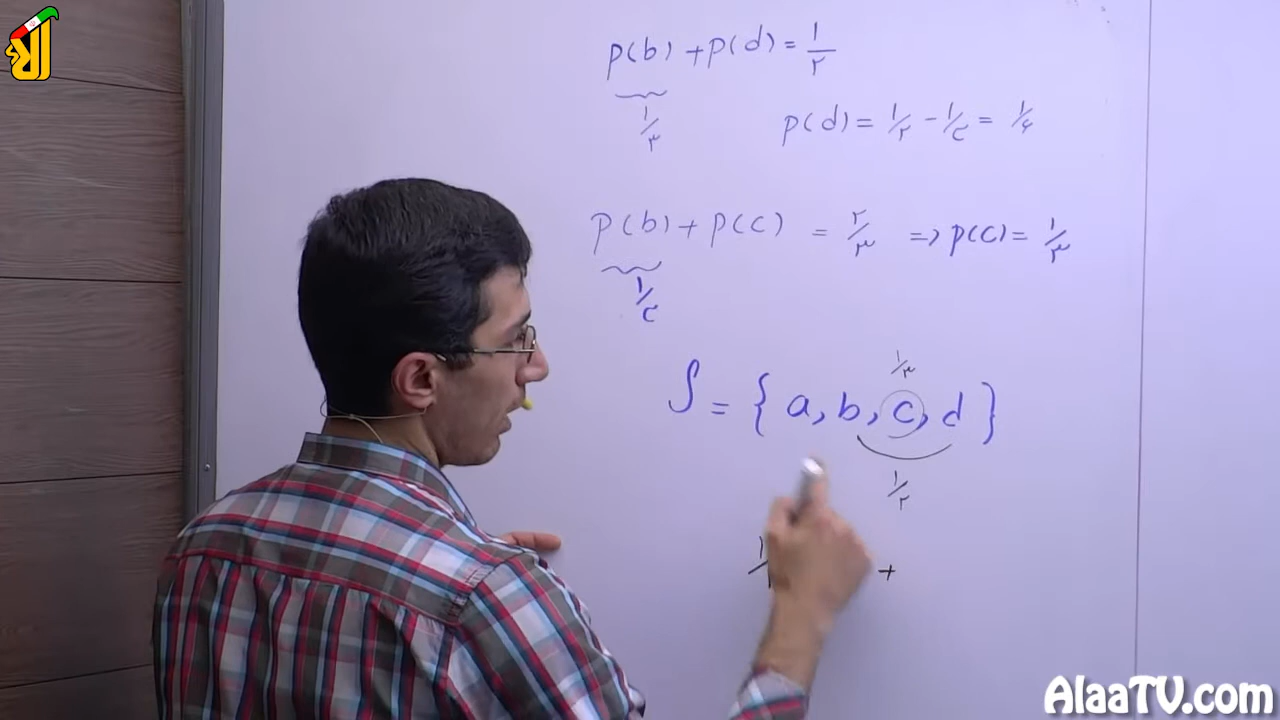 p(b) + p(d) = ۱/۲
۱/۳
p(d) = ۱/۲ - ۱/۳ = ۱/۶
p(b) + p(c) = ۲/۳ => p(c) = ۱/۳
۱/۳
۱/۳
S = { a, b, c, d }
۱/۲
+
AlaaTV.com